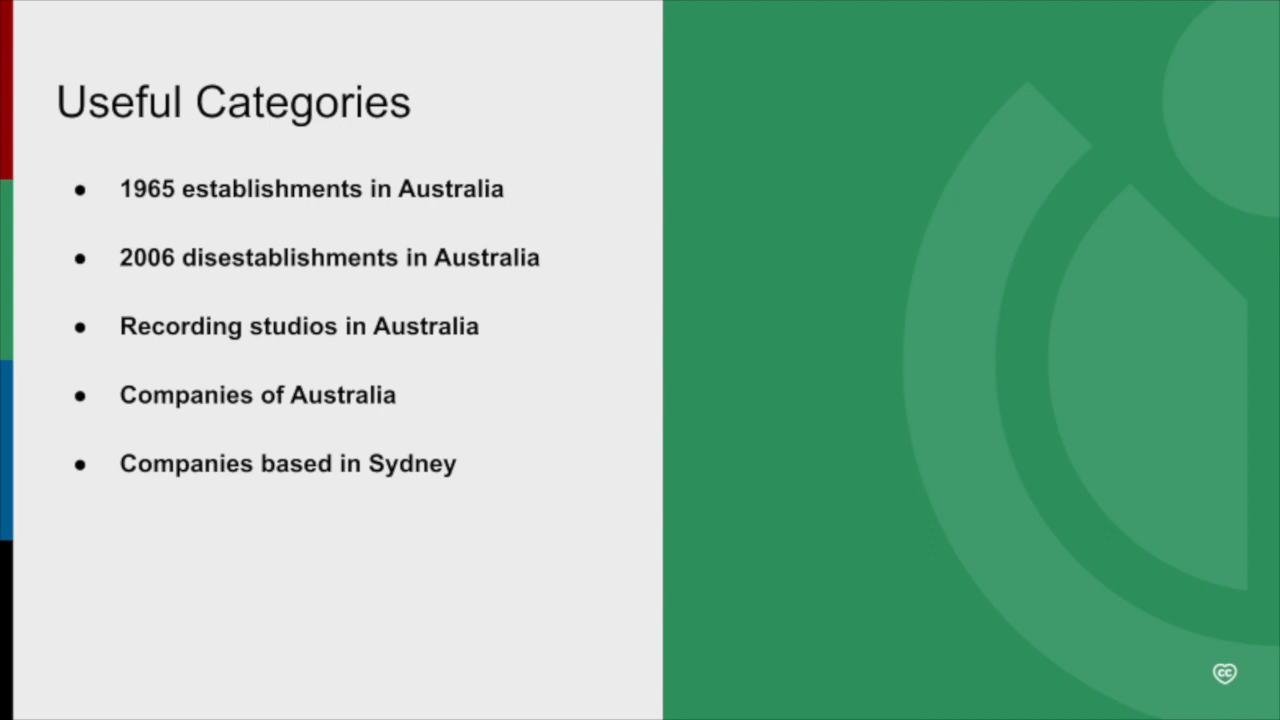 Useful Categories
● 1965 establishments in Australia
● 2006 disestablishments in Australia
● Recording studios in Australia
● Companies of Australia
● Companies based in Sydney
cc